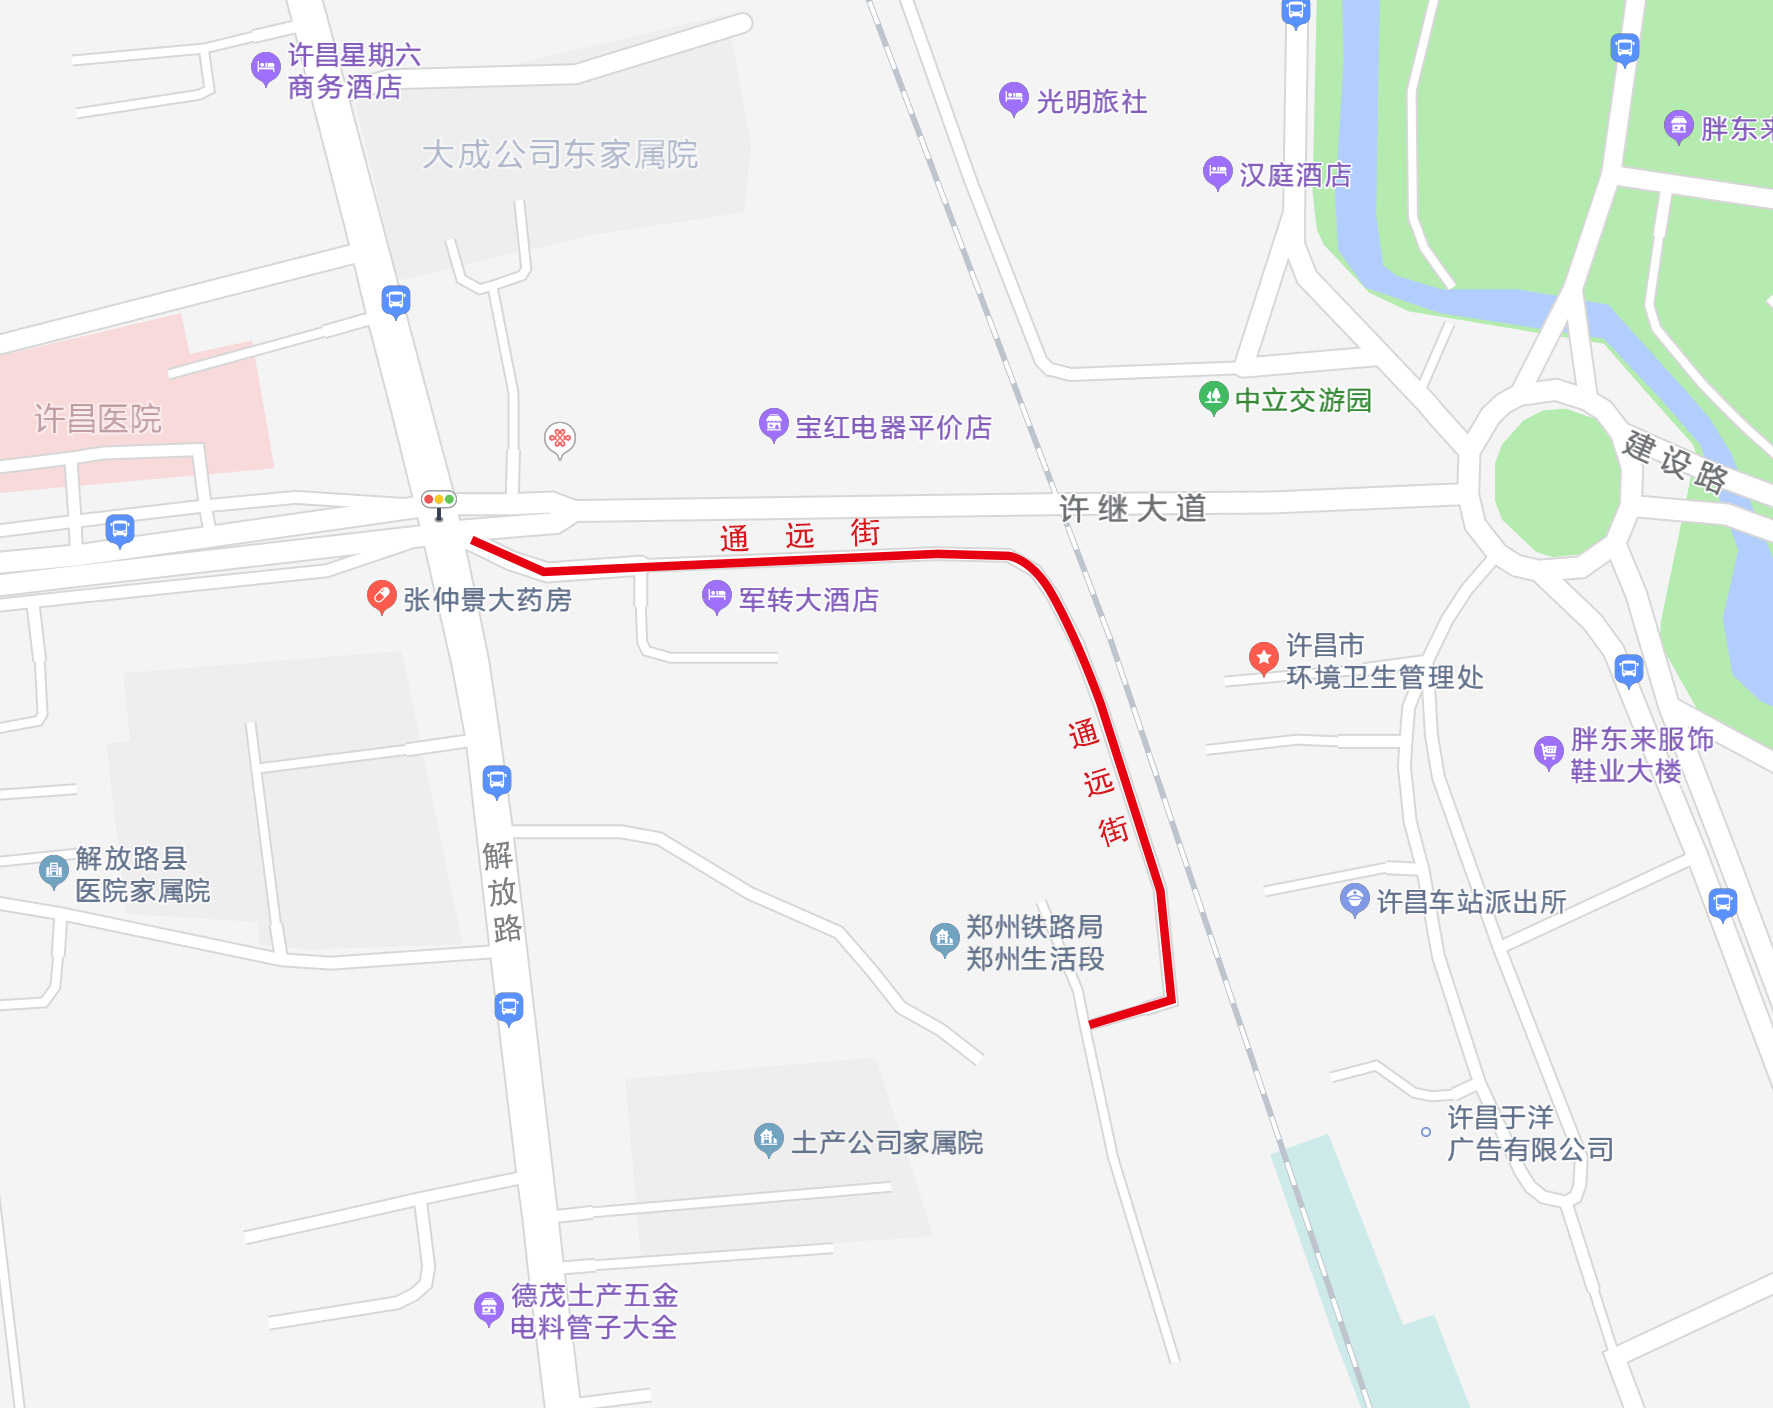 许昌星期六
商务酒店
光明旅社
胖东来
大成公司东家属院
汉庭酒店
许昌医院
宝红电器平价店
中立交游园
建设路
许继大道
通远街
张仲景大药房
军转大酒店
许昌市
环境卫生管理处
通远街
胖东来服饰
鞋业大楼
解放路
解放路县
医院家属院
许昌车站派出所
郑州铁路局
郑州生活段
土产公司家属院
许昌于洋
广告有限公司
德茂土产五金
电料管子大全